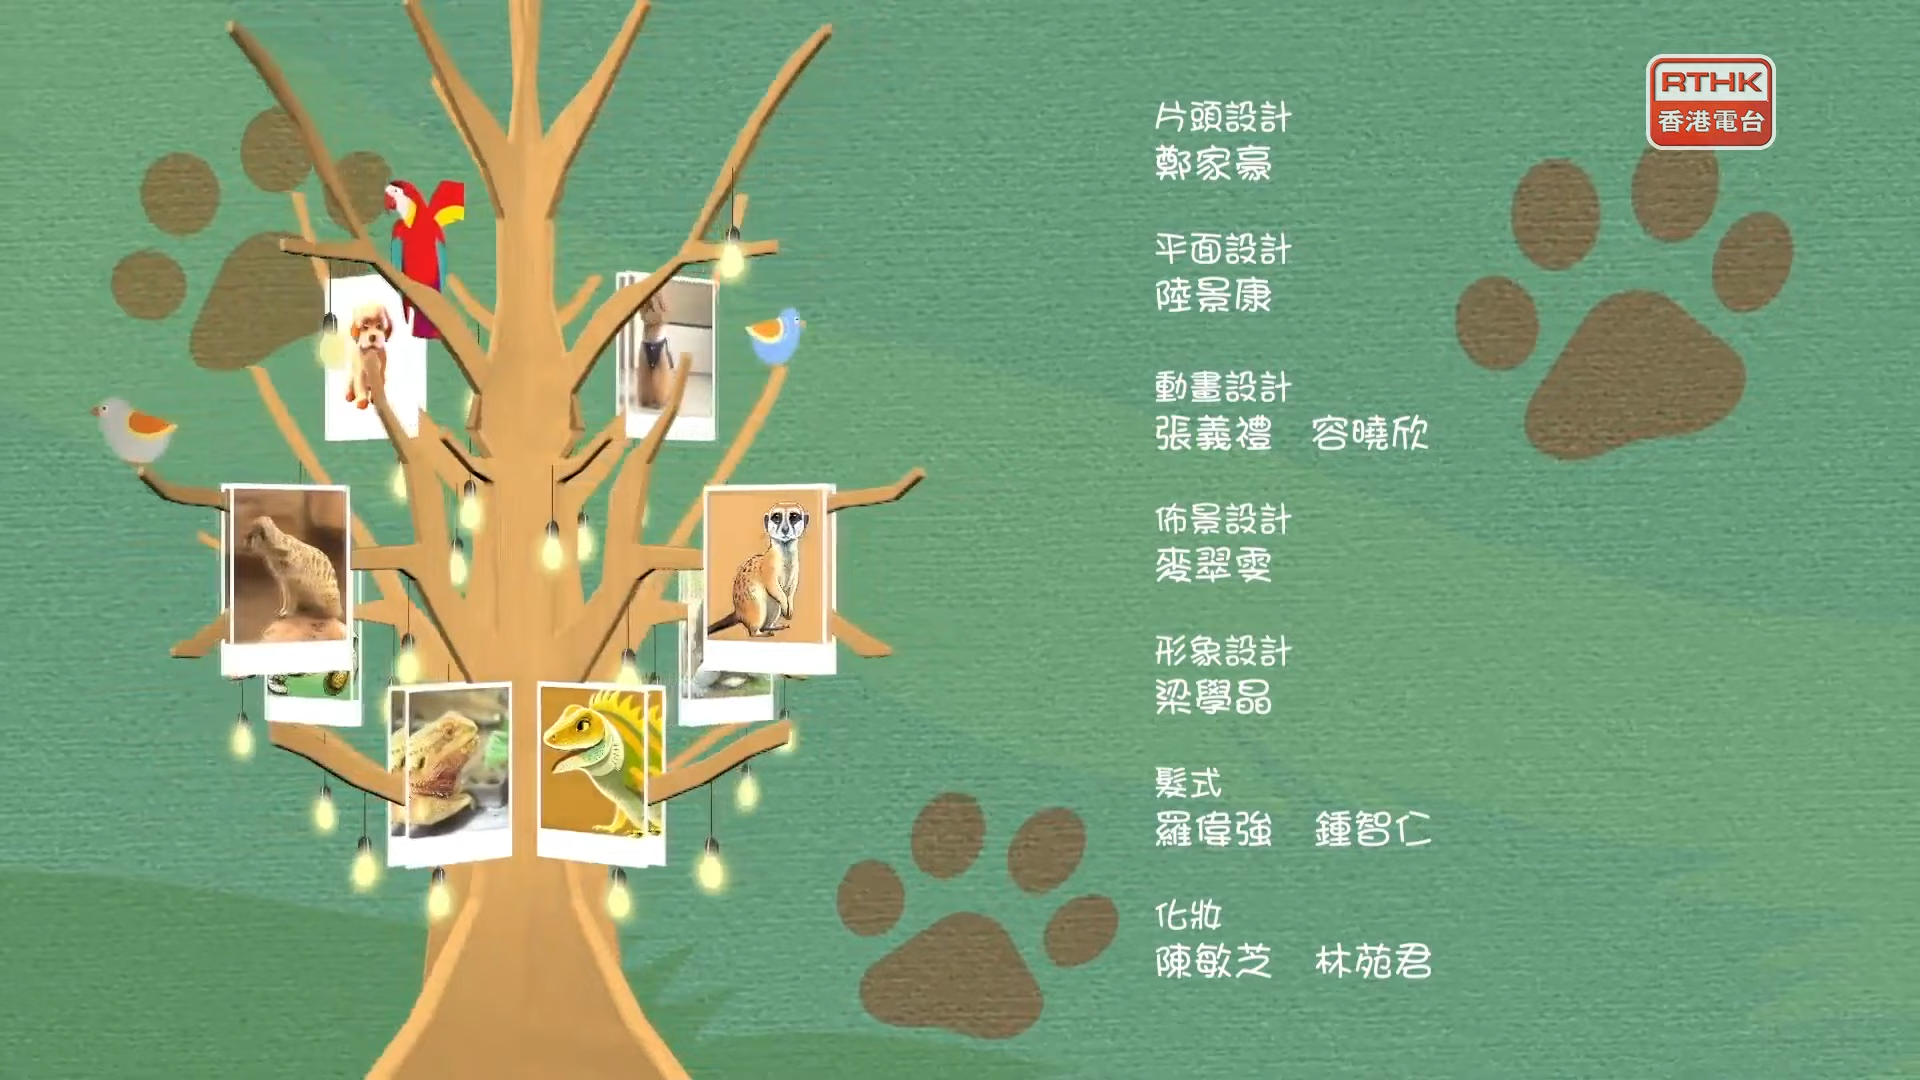 RTHK
香港電台
片頭設計
鄭家豪
平面設計
陸景康
動畫設計
張義禮　容曉欣
佈景設計
麥翠雯
形象設計
梁學晶
髮式
羅偉強　鍾智仁
化妝
陳敏芝　林苑君